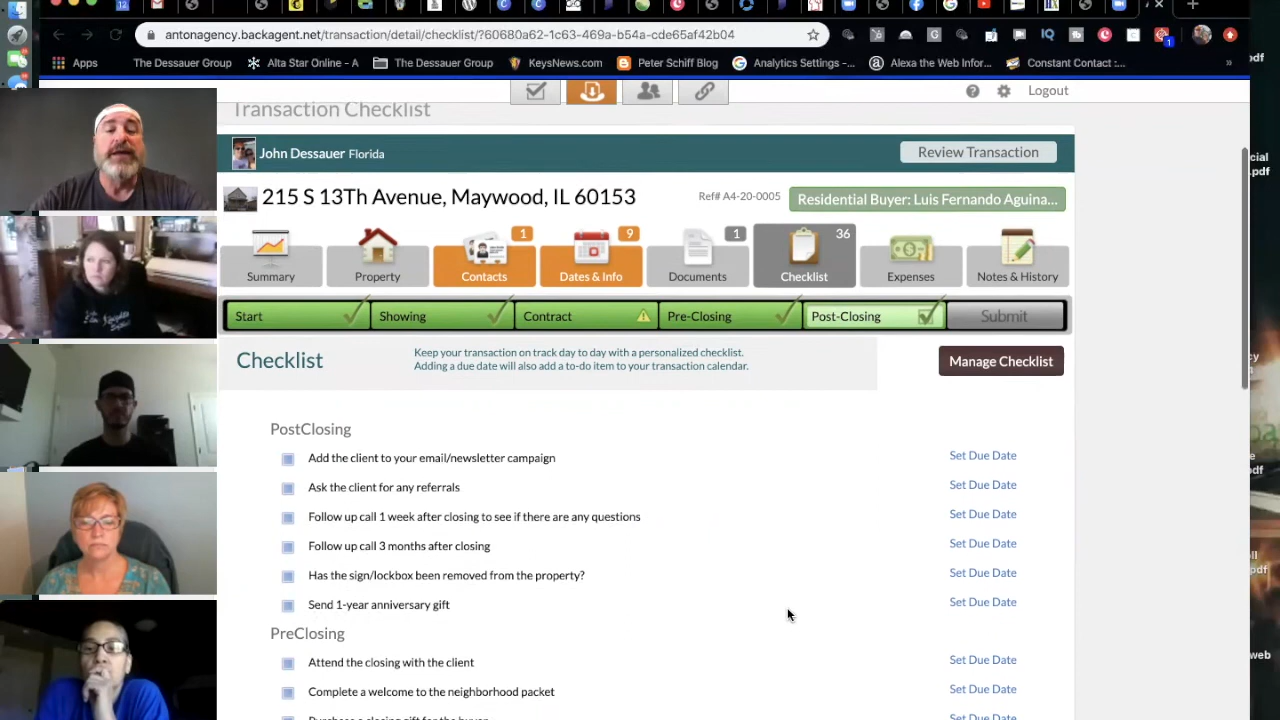 antonagency.backagent.net/transaction/detail/checklist/?60680a62-1c63-469a-b54a-cde65af42b04
Apps The Dessauer Group Alta Star Online - A The Dessauer Group KeysNews.com Peter Schiff Blog Analytics Settings... Alexa the Web Infor... Constant Contact :... »
Logout
Transaction Checklist
John Dessauer Florida
Review Transaction
215 S 13Th Avenue, Maywood, IL 60153
Ref# A4-20-0005
Residential Buyer: Luis Fernando Aguina...
1 9 1 36
Summary Property Contacts Dates & Info Documents Checklist Expenses Notes & History
Start Showing Contract Pre-Closing Post-Closing Submit
Checklist
Keep your transaction on track day to day with a personalized checklist.
Adding a due date will also add a to-do item to your transaction calendar.
Manage Checklist
PostClosing
Add the client to your email/newsletter campaign Set Due Date
Ask the client for any referrals Set Due Date
Follow up call 1 week after closing to see if there are any questions Set Due Date
Follow up call 3 months after closing Set Due Date
Has the sign/lockbox been removed from the property? Set Due Date
Send 1-year anniversary gift Set Due Date
PreClosing
Attend the closing with the client Set Due Date
Complete a welcome to the neighborhood packet Set Due Date
Purchase a closing gift for the buyer Set Due Date